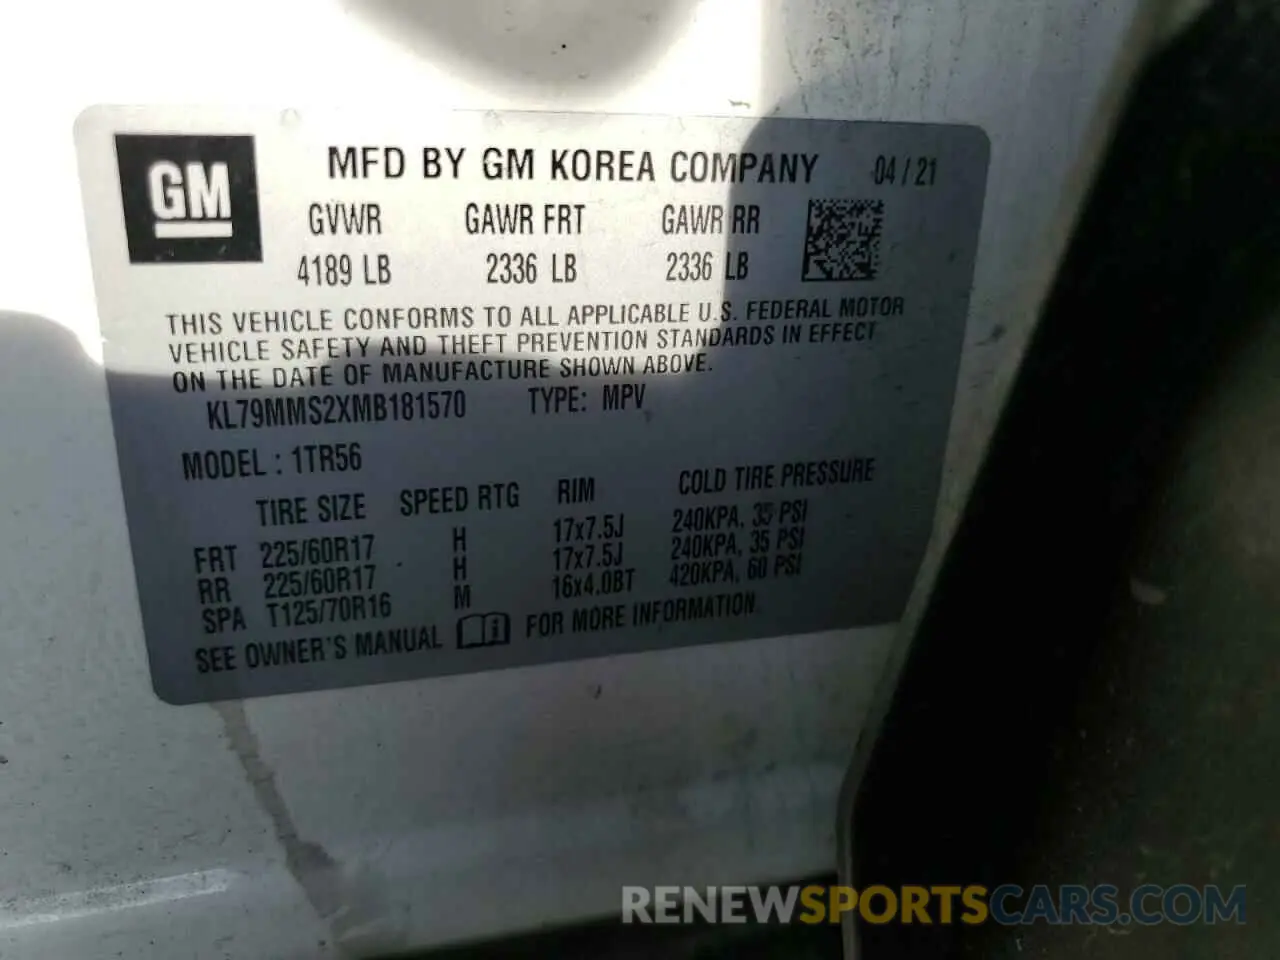 GM
MFD BY GM KOREA COMPANY 04 / 21
GVWR GAWR FRT GAWR RR
4189 LB 2336 LB 2336 LB
THIS VEHICLE CONFORMS TO ALL APPLICABLE U.S. FEDERAL MOTOR
VEHICLE SAFETY AND THEFT PREVENTION STANDARDS IN EFFECT
ON THE DATE OF MANUFACTURE SHOWN ABOVE.
KL79MMS2XMB181570 TYPE: MPV
MODEL : 1TR56
TIRE SIZE SPEED RTG RIM COLD TIRE PRESSURE
FRT 225/60R17 H 17x7.5J 240KPA, 35 PSI
RR 225/60R17 H 17x7.5J 240KPA, 35 PSI
SPA T125/70R16 M 16x4.0BT 420KPA, 60 PSI
SEE OWNER'S MANUAL i FOR MORE INFORMATION.
RENEWSPORTSCARS.COM